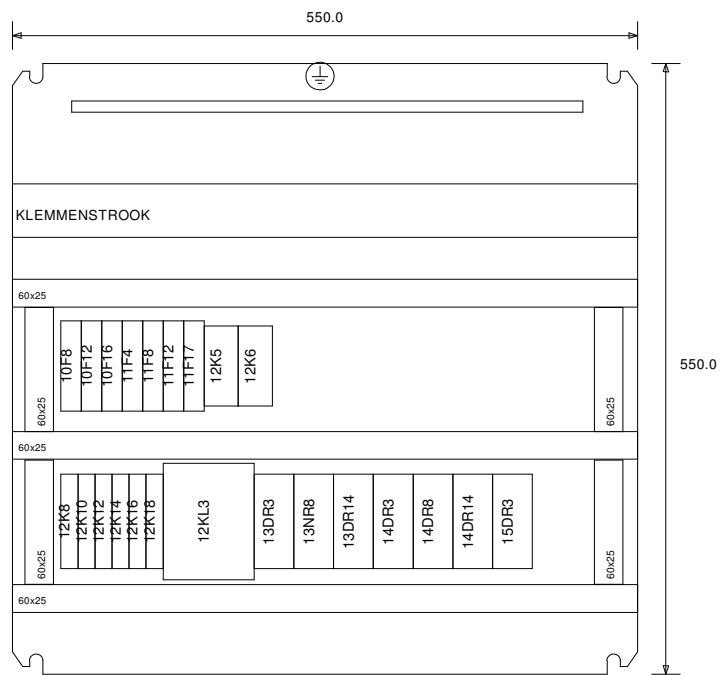 550.0
KLEMMENSTROOK
60x25
10F8
10F12
10F16
11F4
11F8
11F12
11F17
12K5
12K6
60x25
60x25
550.0
60x25
12K8
12K10
12K12
12K14
12K16
12K18
12KL3
13DR3
13NR8
13DR14
14DR3
14DR8
14DR14
15DR3
60x25
60x25
60x25